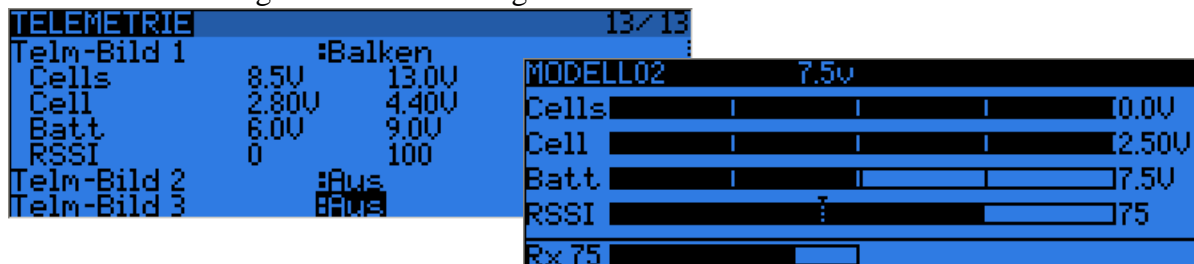 TELEMETRIE 13/13
Telm-Bild 1 :Balken
Cells 8.5V 13.0V
Cell 2.80V 4.40V
Batt 6.0V 9.0V
RSSI 0 100
Telm-Bild 2 :Aus
Telm-Bild 3 :Aus
MODELL02 7.5v
Cells 0.0V
Cell 2.50V
Batt 7.5V
RSSI 75
Rx 75